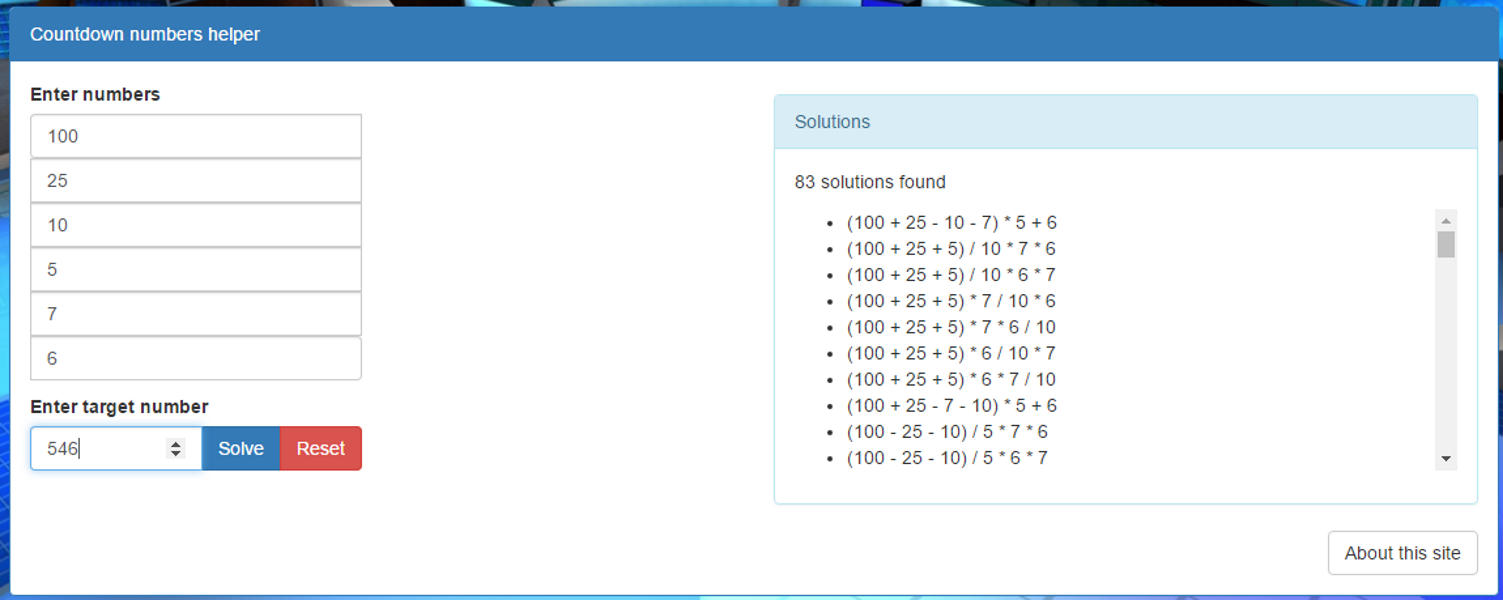 Countdown numbers helper
Enter numbers
100
25
10
5
7
6
Enter target number
546
Solve
Reset
Solutions
83 solutions found
(100 + 25 - 10 - 7) * 5 + 6
(100 + 25 + 5) / 10 * 7 * 6
(100 + 25 + 5) / 10 * 6 * 7
(100 + 25 + 5) * 7 / 10 * 6
(100 + 25 + 5) * 7 * 6 / 10
(100 + 25 + 5) * 6 / 10 * 7
(100 + 25 + 5) * 6 * 7 / 10
(100 + 25 - 7 - 10) * 5 + 6
(100 - 25 - 10) / 5 * 7 * 6
(100 - 25 - 10) / 5 * 6 * 7
About this site